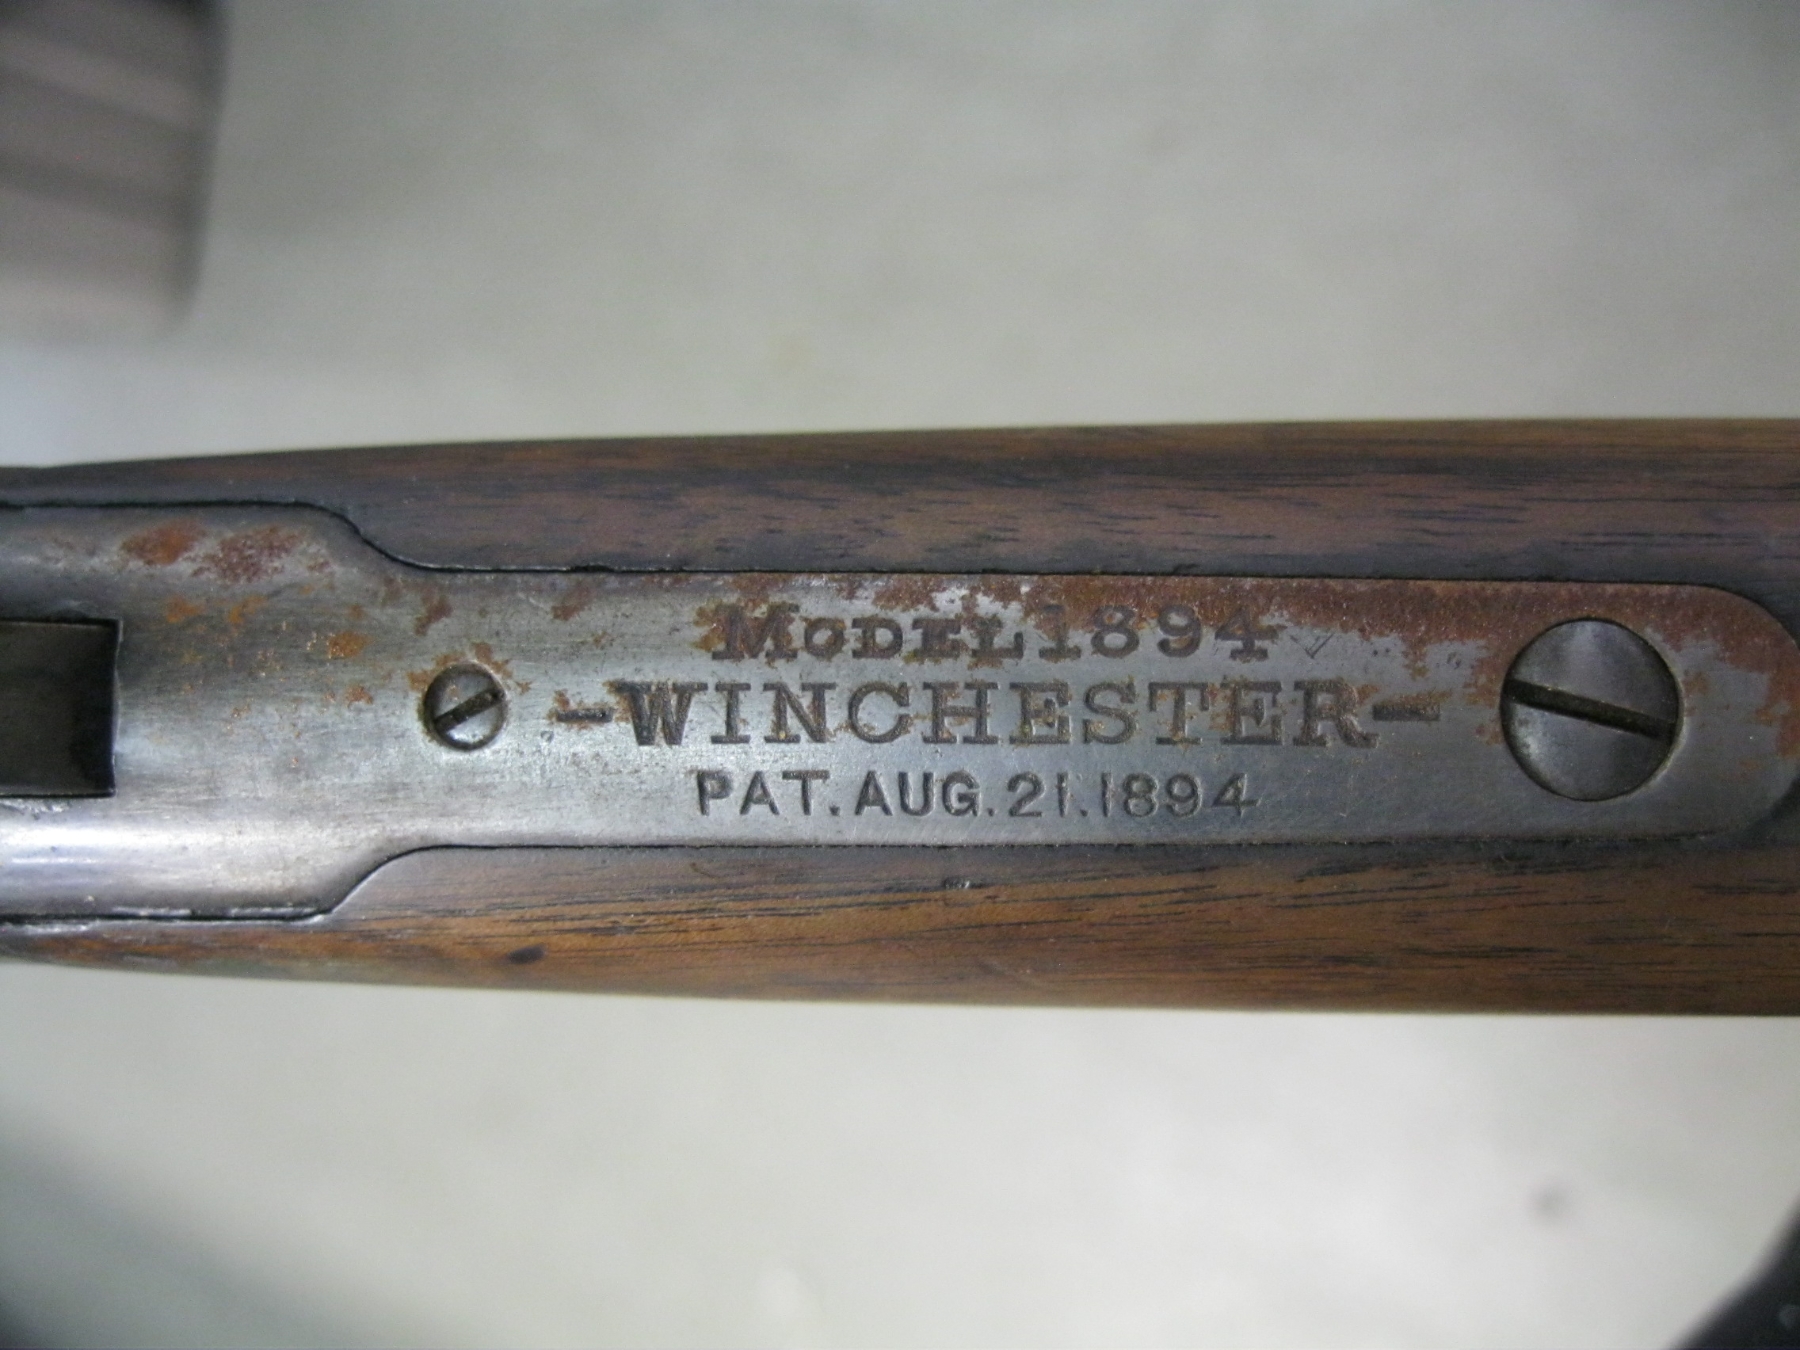 MODEL 1894
-WINCHESTER-
PAT. AUG. 21. 1894